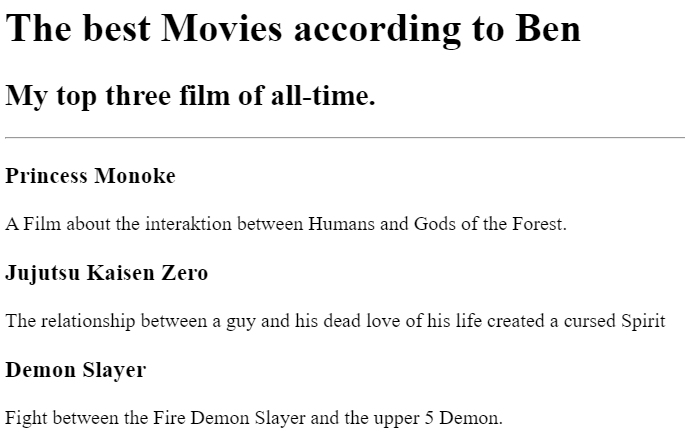 The best Movies according to Ben
My top three film of all-time.
Princess Monoke
A Film about the interaktion between Humans and Gods of the Forest.
Jujutsu Kaisen Zero
The relationship between a guy and his dead love of his life created a cursed Spirit
Demon Slayer
Fight between the Fire Demon Slayer and the upper 5 Demon.